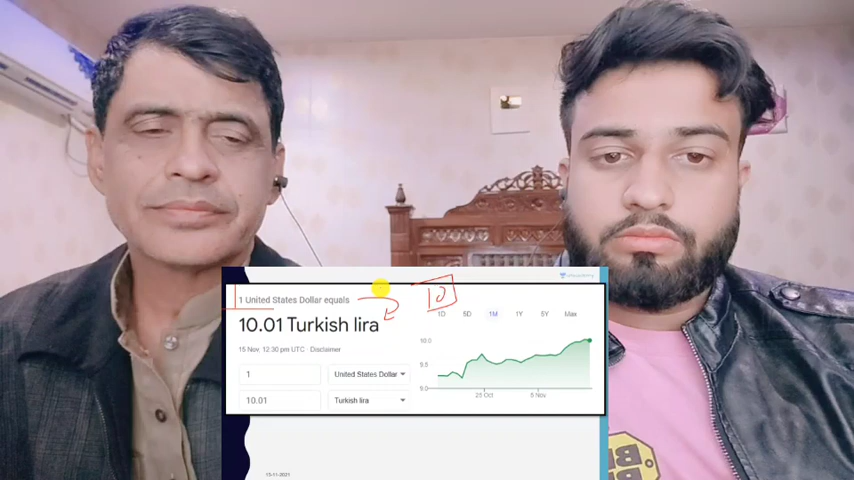 unacademy
1 United States Dollar equals
10
10.01 Turkish lira
15 Nov, 12:30 pm UTC · Disclaimer
1D 5D 1M 1Y 5Y Max
1 United States Dollar
10.01 Turkish lira
10.0
9.5
9.0
25 Oct 5 Nov
15-11-2021